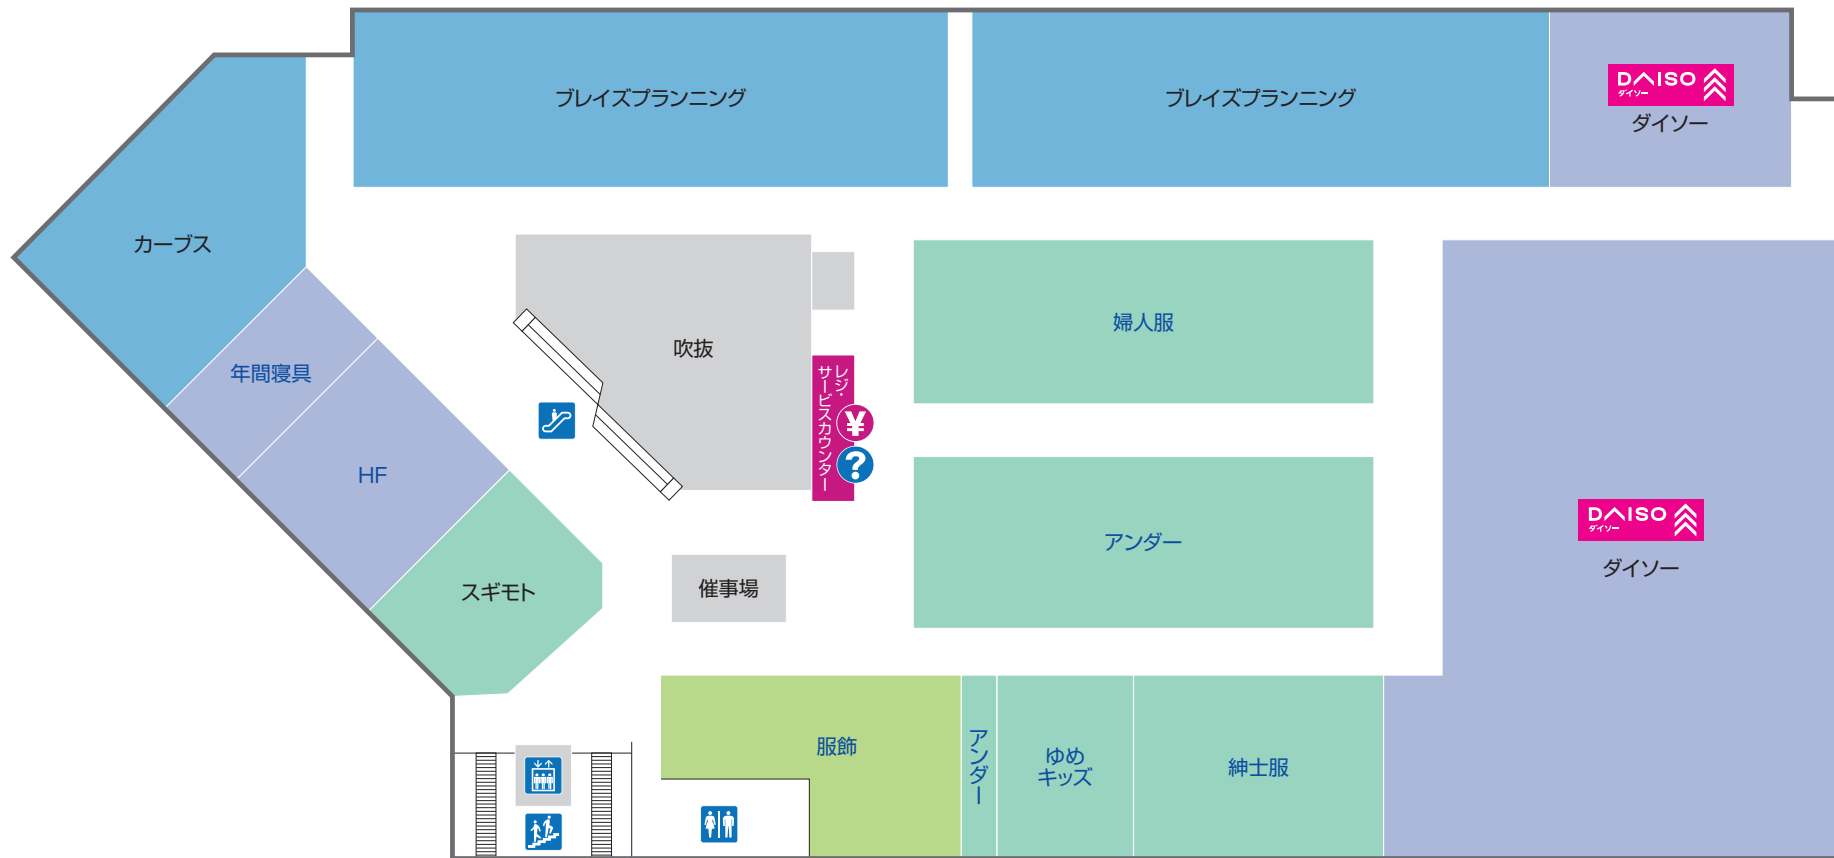 ブレイズプランニング
ブレイズプランニング
DAISO
ダイソー
ダイソー
カーブス
年間寝具
HF
スギモト
吹抜
レジ・
サービスカウンター
¥
?
婦人服
アンダー
催事場
DAISO
ダイソー
ダイソー
服飾
アンダー
ゆめ
キッズ
紳士服